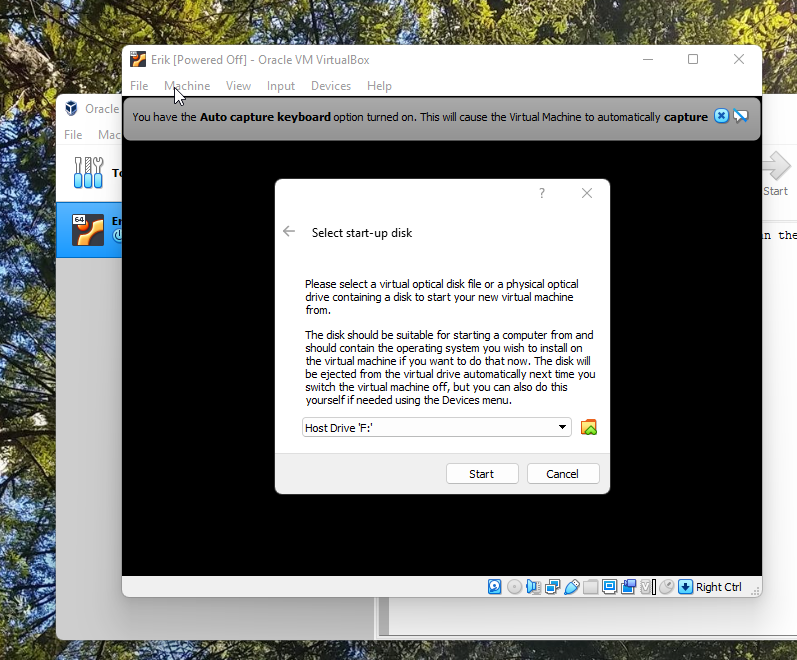 Erik [Powered Off] - Oracle VM VirtualBox
File Machine View Input Devices Help
You have the Auto capture keyboard option turned on. This will cause the Virtual Machine to automatically capture
Oracle
File Mac
To
64
Er
Start
n the
?
Select start-up disk
Please select a virtual optical disk file or a physical optical
drive containing a disk to start your new virtual machine
from.
The disk should be suitable for starting a computer from and
should contain the operating system you wish to install on
the virtual machine if you want to do that now. The disk will
be ejected from the virtual drive automatically next time you
switch the virtual machine off, but you can also do this
yourself if needed using the Devices menu.
Host Drive 'F:'
Start Cancel
Right Ctrl